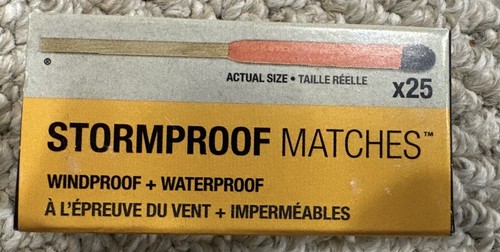 ®
ACTUAL SIZE • TAILLE RÉELLE
x25
STORMPROOF MATCHES™
WINDPROOF + WATERPROOF
À L'ÉPREUVE DU VENT + IMPERMÉABLES